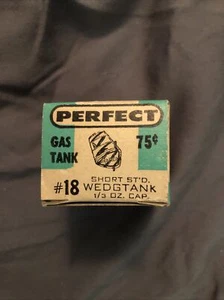 PERFECT
GAS
TANK
75¢
SHORT ST'D.
#18 WEDGTANK
1/3 OZ. CAP.